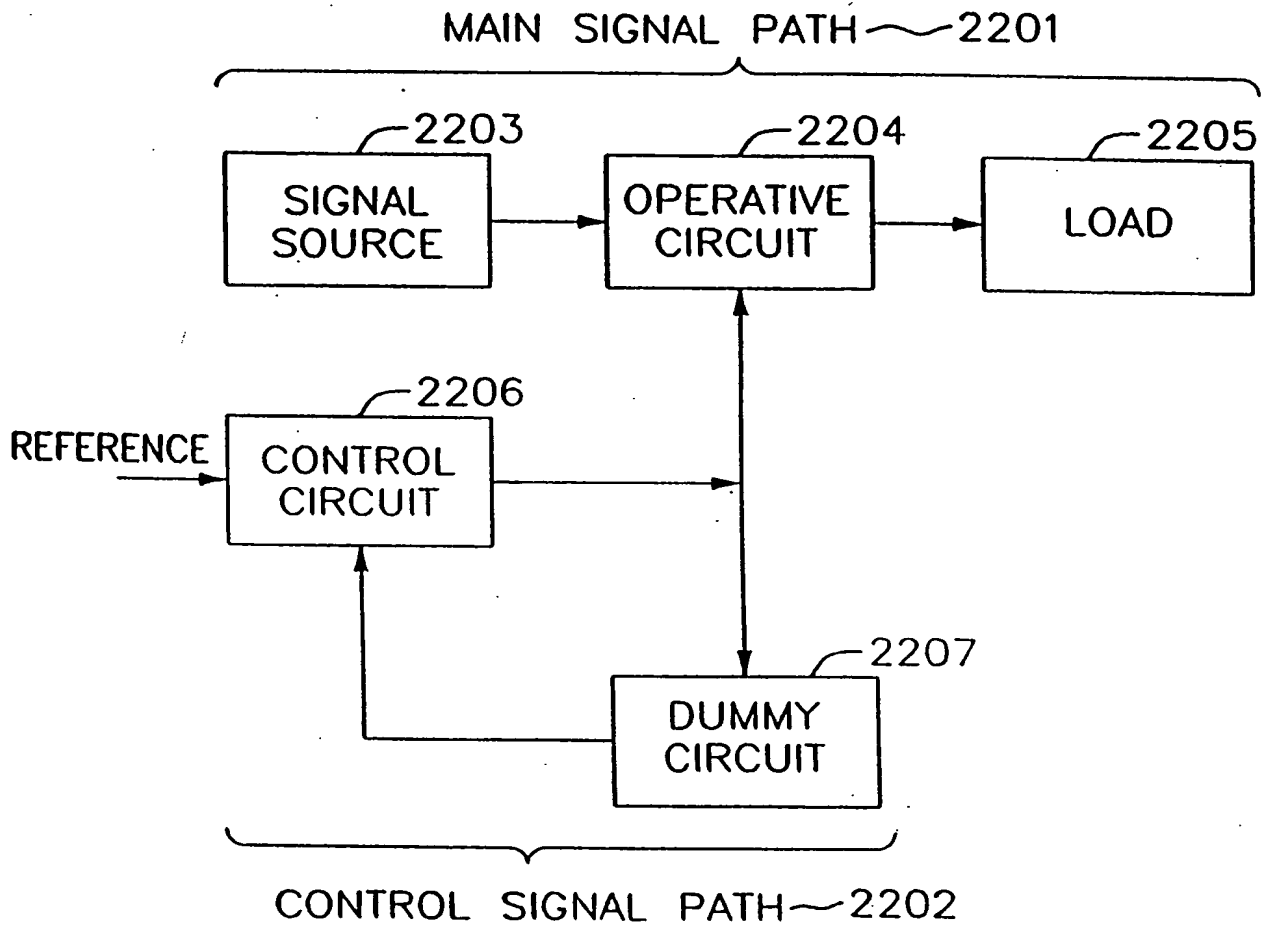 MAIN SIGNAL PATH 2201
2203
2204
2205
SIGNAL
SOURCE
OPERATIVE
CIRCUIT
LOAD
2206
REFERENCE
CONTROL
CIRCUIT
2207
DUMMY
CIRCUIT
CONTROL SIGNAL PATH 2202